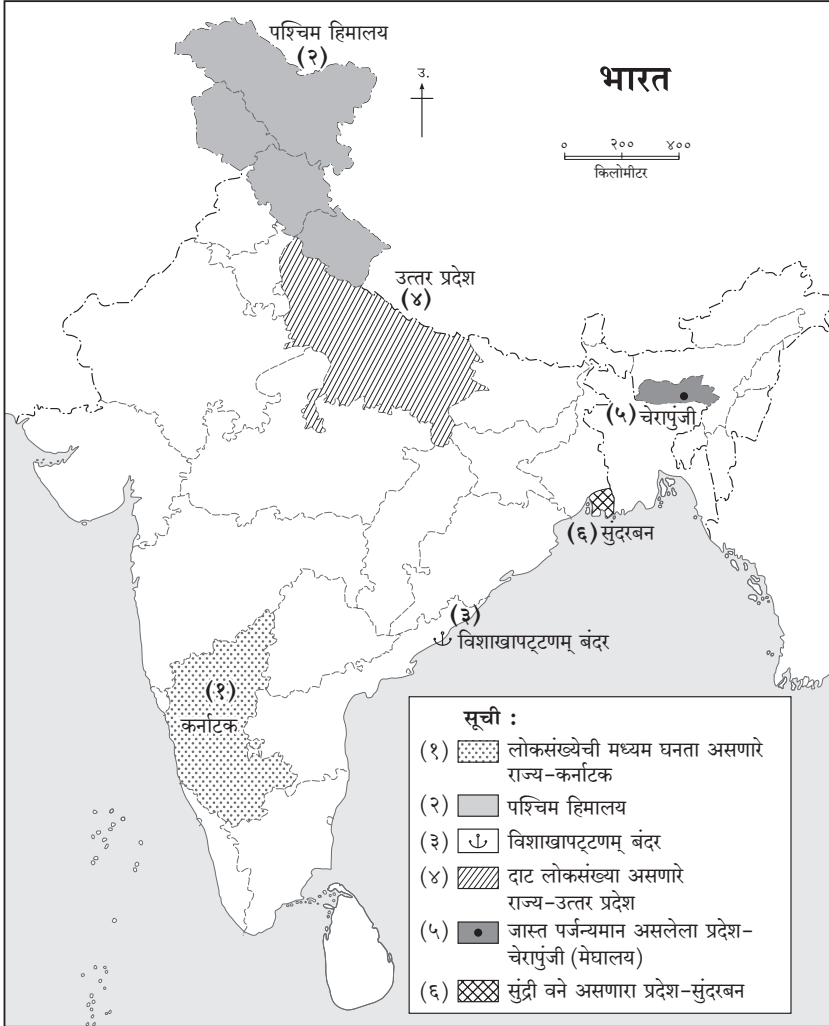 पश्चिम हिमालय
(२)
उ.
भारत
० २०० ४००
किलोमीटर
उत्तर प्रदेश
(४)
(५) चेरापुंजी
(६) सुंदरबन
(३)
विशाखापट्टणम् बंदर
(१)
कर्नाटक
सूची :
(१) लोकसंख्येची मध्यम घनता असणारे
राज्य-कर्नाटक
(२) पश्चिम हिमालय
(३) विशाखापट्टणम् बंदर
(४) दाट लोकसंख्या असणारे
राज्य-उत्तर प्रदेश
(५) जास्त पर्जन्यमान असलेला प्रदेश-
चेरापुंजी (मेघालय)
(६) सुंद्री वने असणारा प्रदेश-सुंदरबन